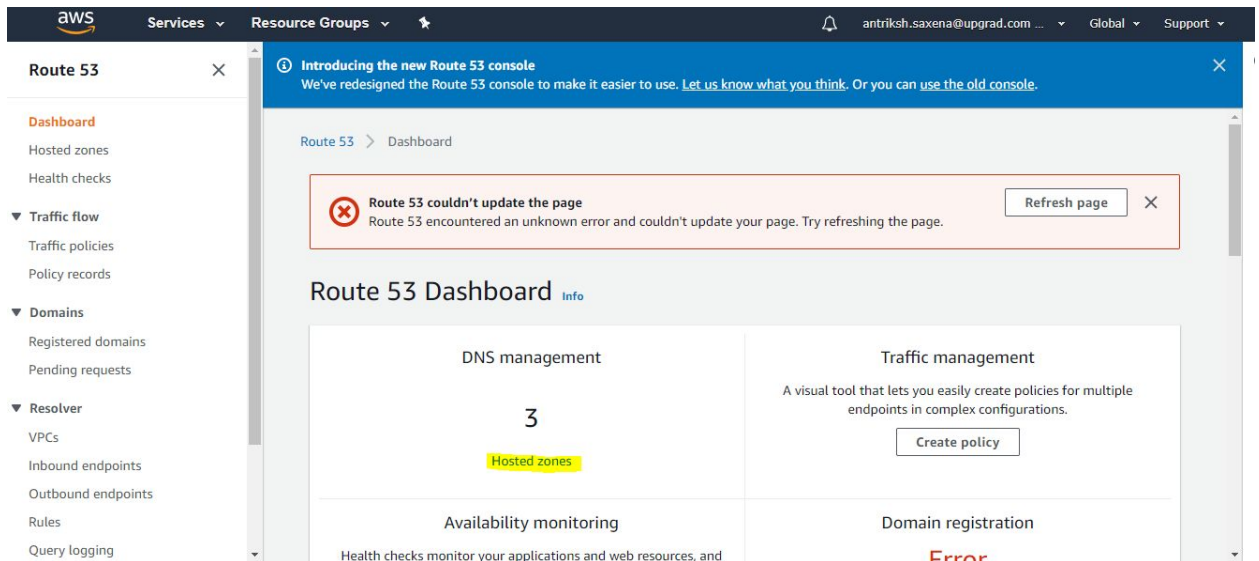 aws
Services
Resource Groups
antriksh.saxena@upgrad.com ...
Global
Support
Route 53
Dashboard
Hosted zones
Health checks
Traffic flow
Traffic policies
Policy records
Domains
Registered domains
Pending requests
Resolver
VPCs
Inbound endpoints
Outbound endpoints
Rules
Query logging
Introducing the new Route 53 console
We've redesigned the Route 53 console to make it easier to use. Let us know what you think. Or you can use the old console.
Route 53 > Dashboard
Route 53 couldn't update the page
Route 53 encountered an unknown error and couldn't update your page. Try refreshing the page.
Refresh page
Route 53 Dashboard Info
DNS management
3
Hosted zones
Traffic management
A visual tool that lets you easily create policies for multiple
endpoints in complex configurations.
Create policy
Availability monitoring
Health checks monitor your applications and web resources, and
Domain registration
Error